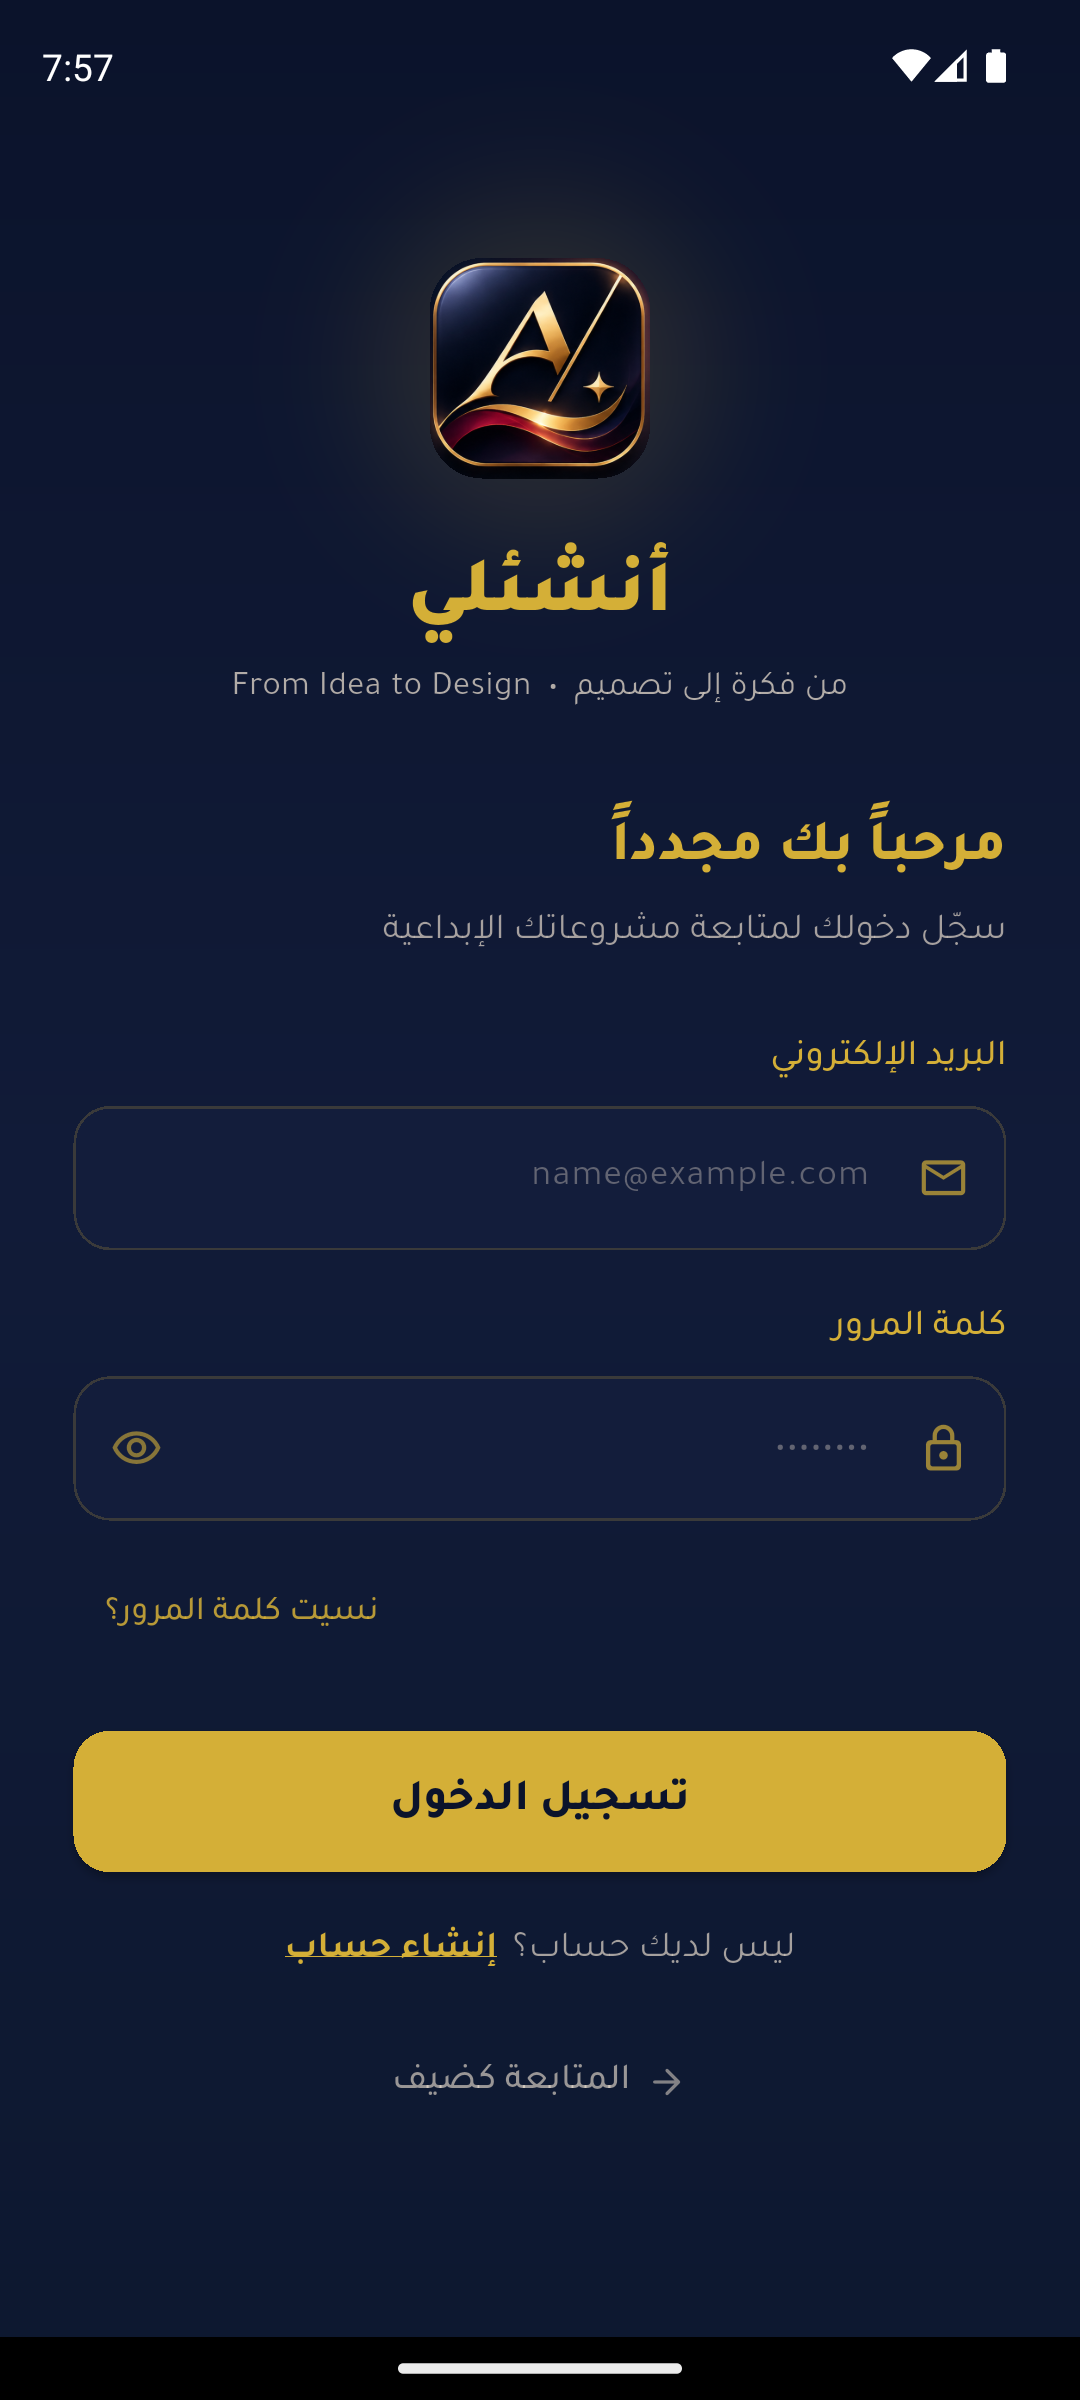 7:57
أنشئلي
من فكرة إلى تصميم • From Idea to Design
مرحباً بك مجدداً
سجّل دخولك لمتابعة مشروعاتك الإبداعية
البريد الإلكتروني
name@example.com
كلمة المرور
••••••••
نسيت كلمة المرور؟
تسجيل الدخول
ليس لديك حساب؟ إنشاء حساب
المتابعة كضيف